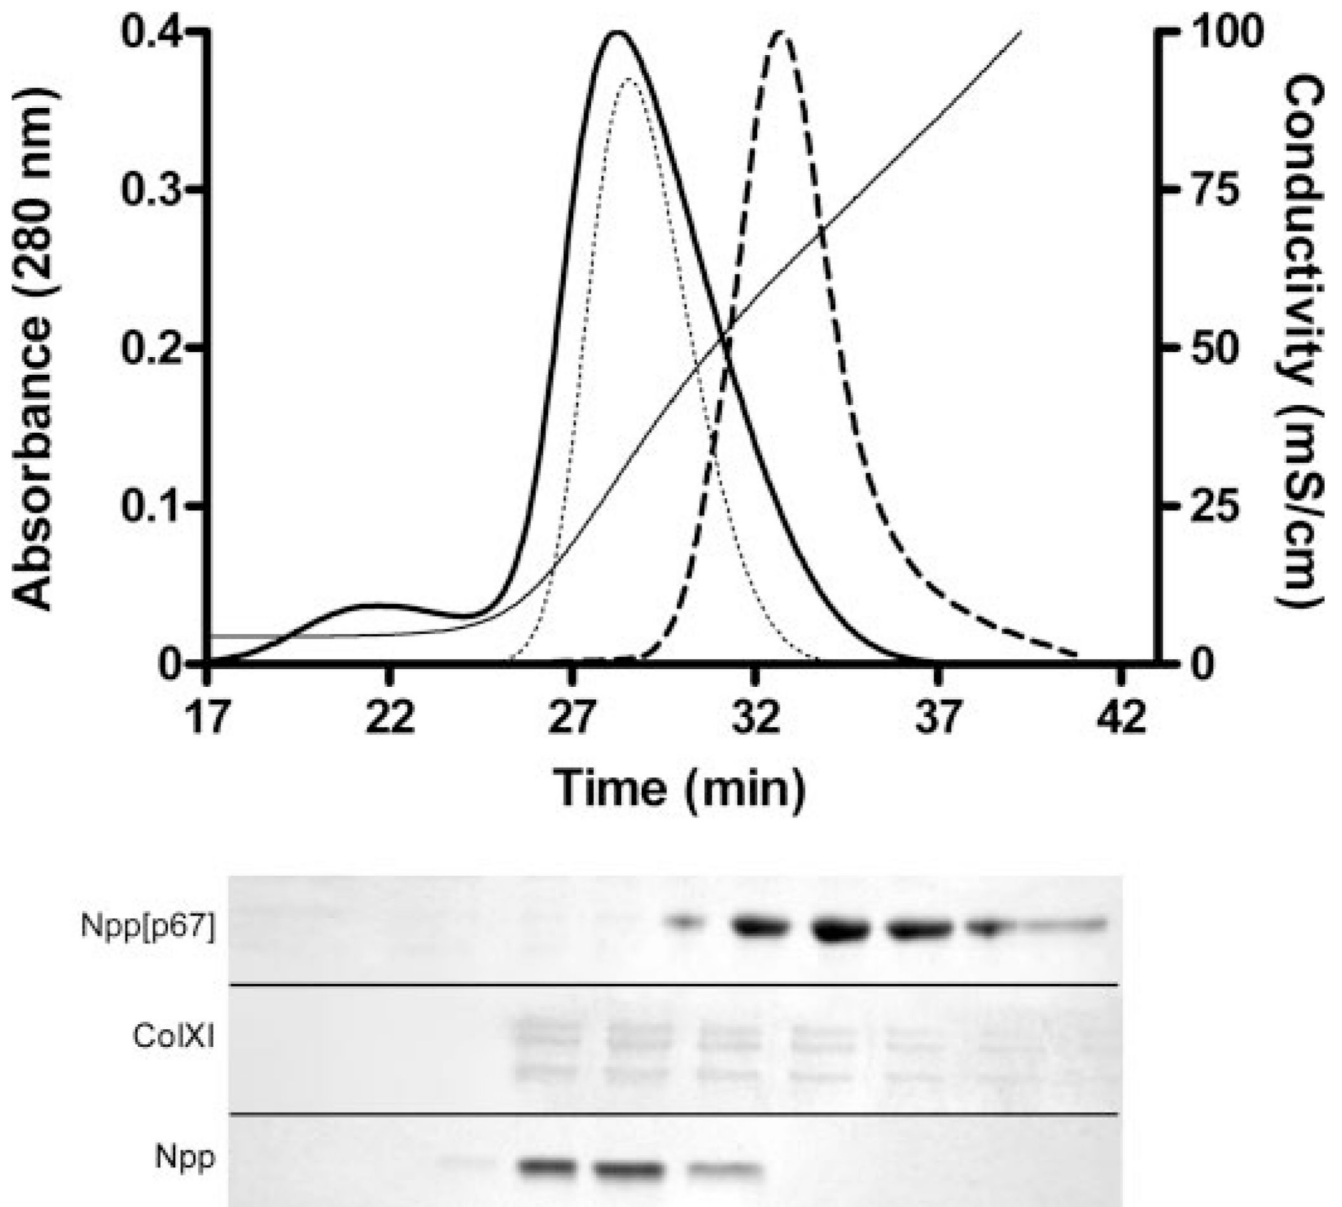 Absorbance (280 nm)
0.4
0.3
0.2
0.1
0
100
75
50
25
0
Conductivity (mS/cm)
17 22 27 32 37 42
Time (min)
Npp[p67]
ColXI
Npp